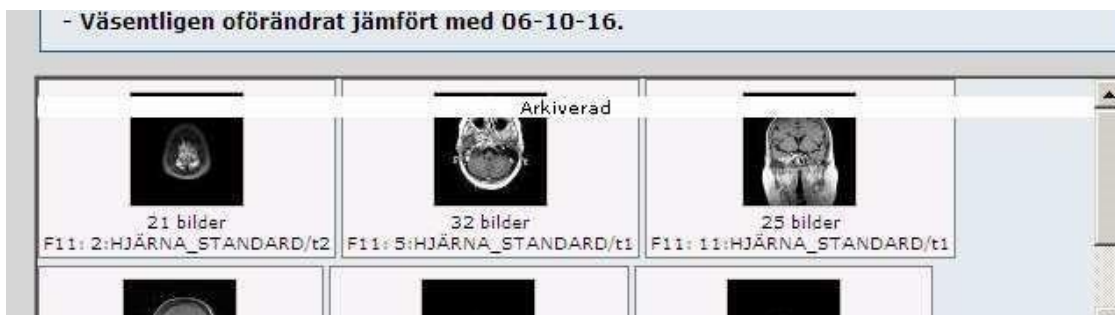 - Väsentligen oförändrat jämfört med 06-10-16.
Arkiverad
21 bilder
F11: 2:HJÄRNA_STANDARD/t2
32 bilder
F11: 5:HJÄRNA_STANDARD/t1
25 bilder
F11: 11:HJÄRNA_STANDARD/t1